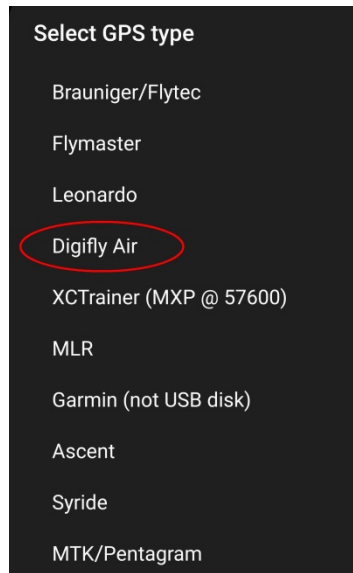 Select GPS type
Brauniger/Flytec
Flymaster
Leonardo
Digifly Air
XCTrainer (MXP @ 57600)
MLR
Garmin (not USB disk)
Ascent
Syride
MTK/Pentagram